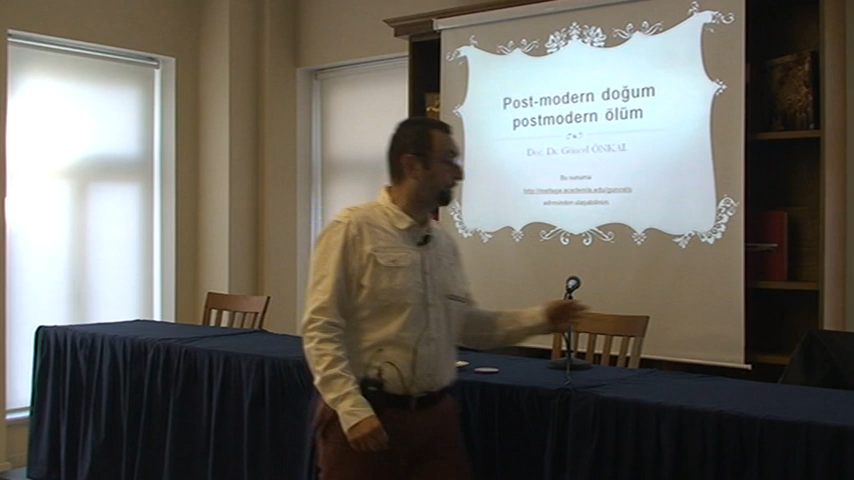 Post-modern doğum
postmodern ölüm
Doç. Dr. Güncel ÖNKAL
Bu sunuma
adresinden ulaşabilirsiniz.